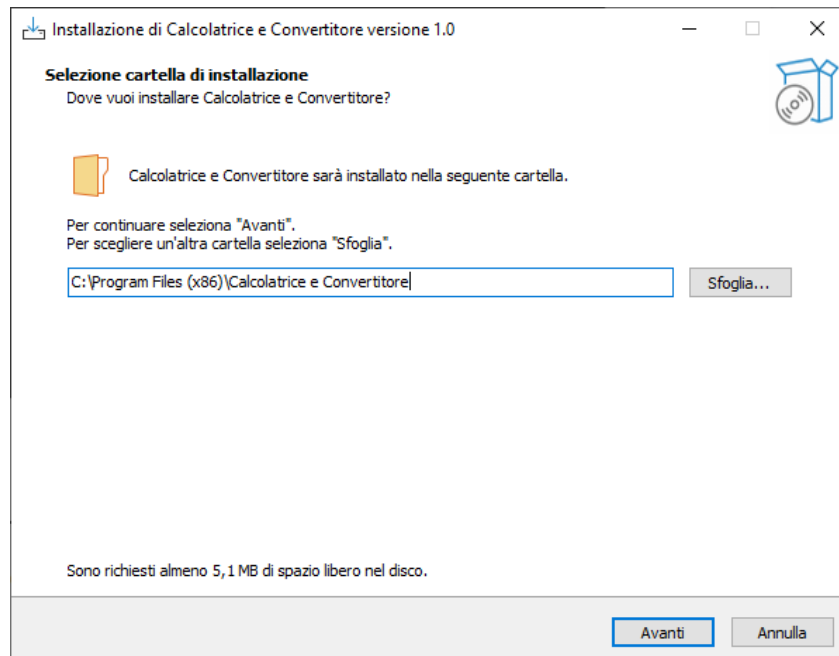 Installazione di Calcolatrice e Convertitore versione 1.0
Selezione cartella di installazione
Dove vuoi installare Calcolatrice e Convertitore?
Calcolatrice e Convertitore sarà installato nella seguente cartella.
Per continuare seleziona "Avanti".
Per scegliere un'altra cartella seleziona "Sfoglia".
C:\Program Files (x86)\Calcolatrice e Convertitore
Sfoglia...
Sono richiesti almeno 5,1 MB di spazio libero nel disco.
Avanti
Annulla